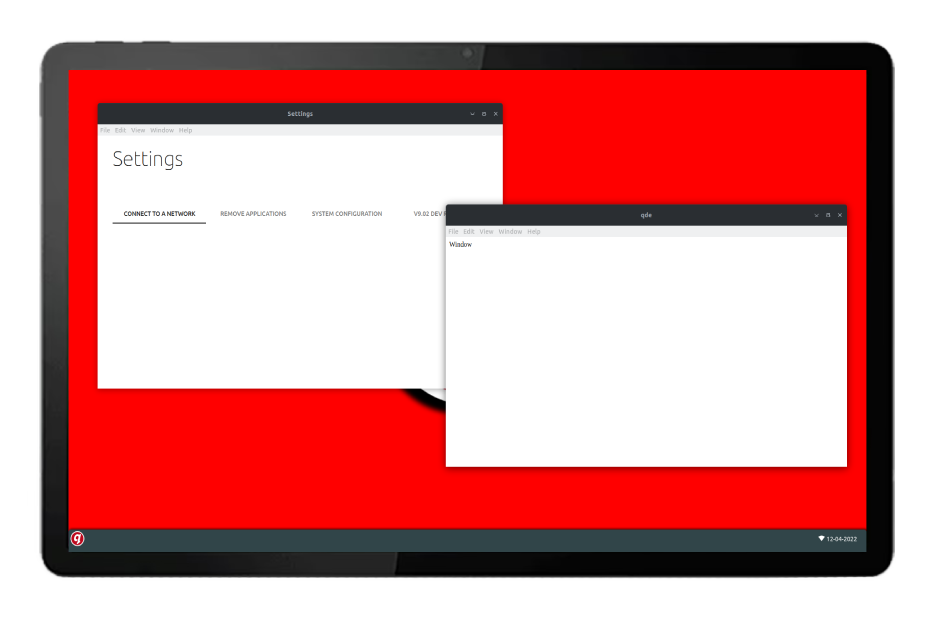 Settings
File Edit View Window Help
Settings
CONNECT TO A NETWORK REMOVE APPLICATIONS SYSTEM CONFIGURATION V9.02 DEV
qde
File Edit View Window Help
Window
q
12-04-2022